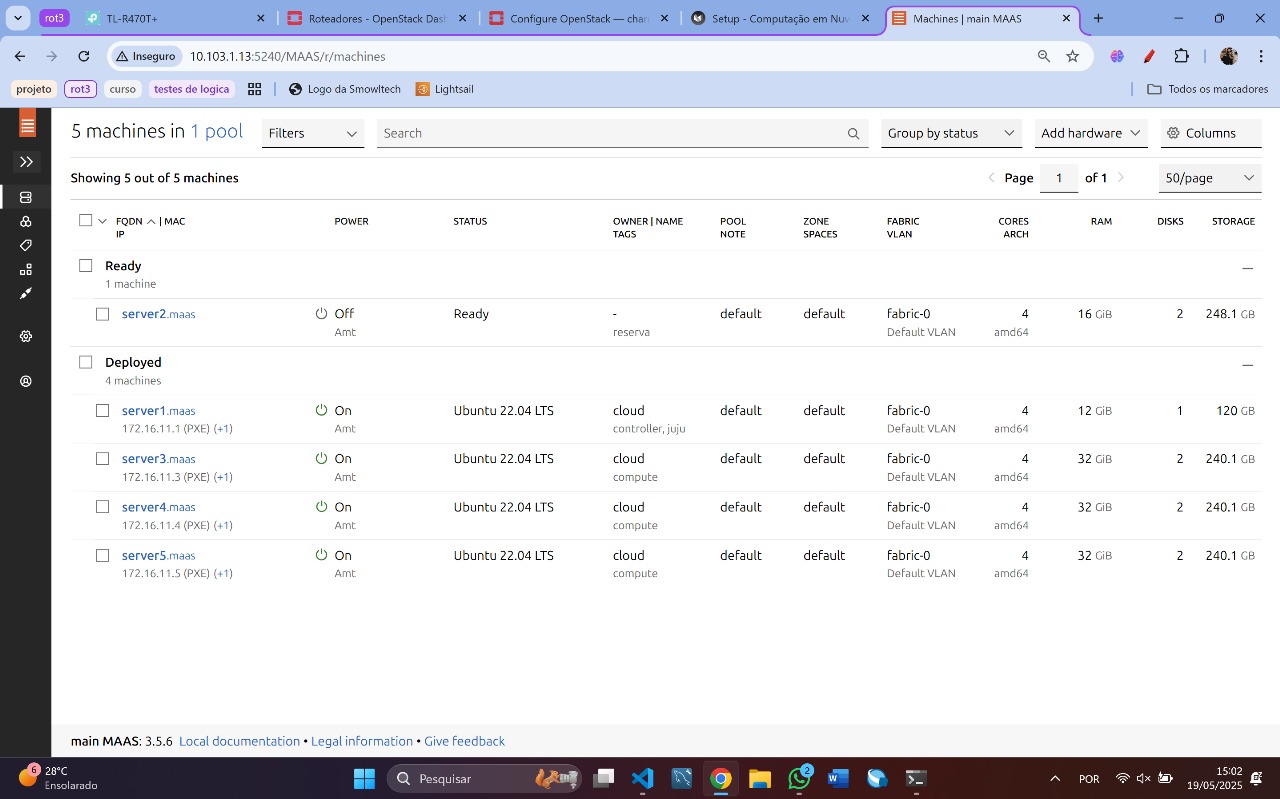 rot3
TL-R470T+
Roteadores - OpenStack Das
Configure OpenStack — chan
Setup - Computação em Nuv
Machines | main MAAS
Inseguro
10.103.1.13:5240/MAAS/r/machines
projeto
rot3
curso
testes de logica
Logo da Smowltech
Lightsail
Todos os marcadores
5 machines in 1 pool
Filters
Search
Group by status
Add hardware
Columns
Showing 5 out of 5 machines
Page 1 of 1
50/page
FQDN | MAC POWER STATUS OWNER | NAME POOL ZONE FABRIC CORES RAM DISKS STORAGE
IP TAGS NOTE SPACES VLAN ARCH
Ready
1 machine
server2.maas Off Ready - default default fabric-0 4 16 GiB 2 248.1 GB
Amt reserva Default VLAN amd64
Deployed
4 machines
server1.maas On Ubuntu 22.04 LTS cloud default default fabric-0 4 12 GiB 1 120 GB
172.16.11.1 (PXE) (+1) Amt controller, juju Default VLAN amd64
server3.maas On Ubuntu 22.04 LTS cloud default default fabric-0 4 32 GiB 2 240.1 GB
172.16.11.3 (PXE) (+1) Amt compute Default VLAN amd64
server4.maas On Ubuntu 22.04 LTS cloud default default fabric-0 4 32 GiB 2 240.1 GB
172.16.11.4 (PXE) (+1) Amt compute Default VLAN amd64
server5.maas On Ubuntu 22.04 LTS cloud default default fabric-0 4 32 GiB 2 240.1 GB
172.16.11.5 (PXE) (+1) Amt compute Default VLAN amd64
main MAAS: 3.5.6 Local documentation • Legal information • Give feedback
6
28°C
Ensolarado
Pesquisar
2
W
POR
15:02
19/05/2025